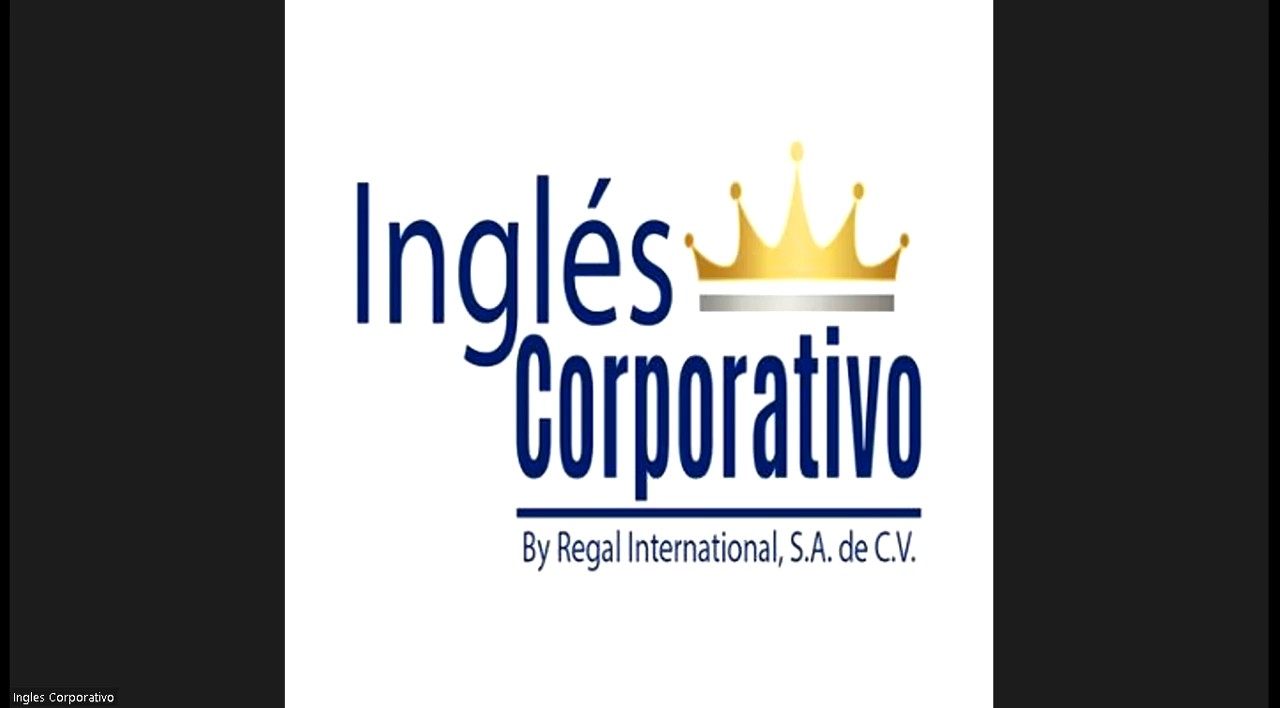 Inglés
Corporativo
By Regal International, S.A. de C.V.
Ingles Corporativo